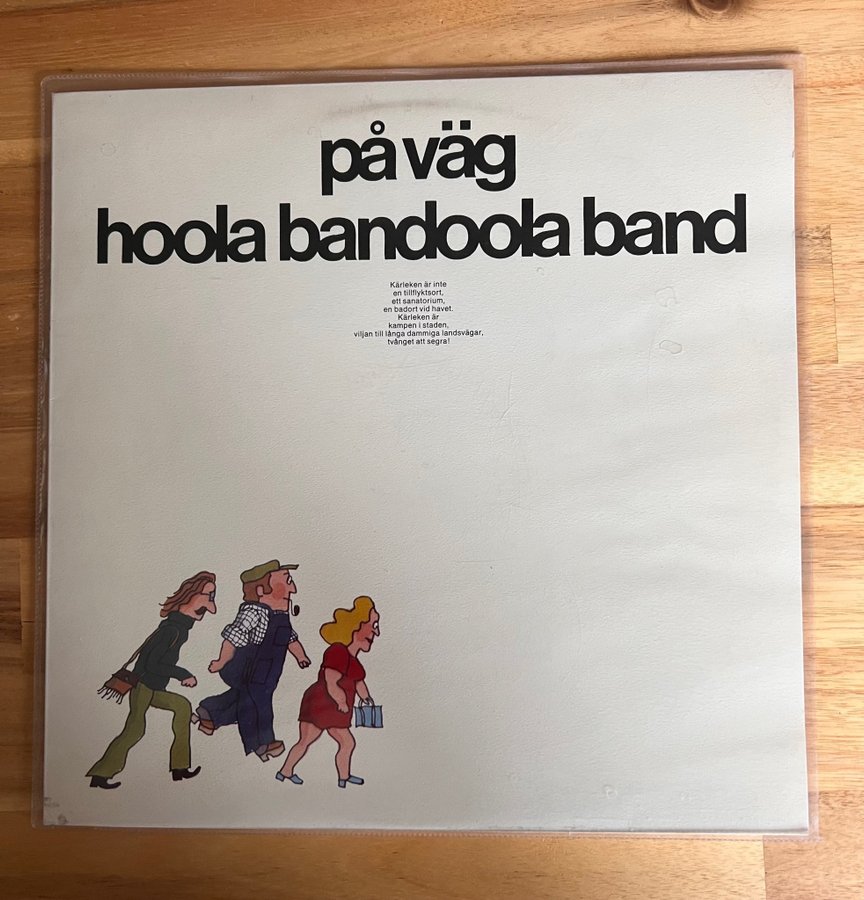 på väg
hoola bandoola band
Kärleken är inte
en tillflyktsort,
ett sanatorium,
en badort vid havet.
Kärleken är
kampen i staden,
viljan till långa dammiga landsvägar,
tvånget att segra!